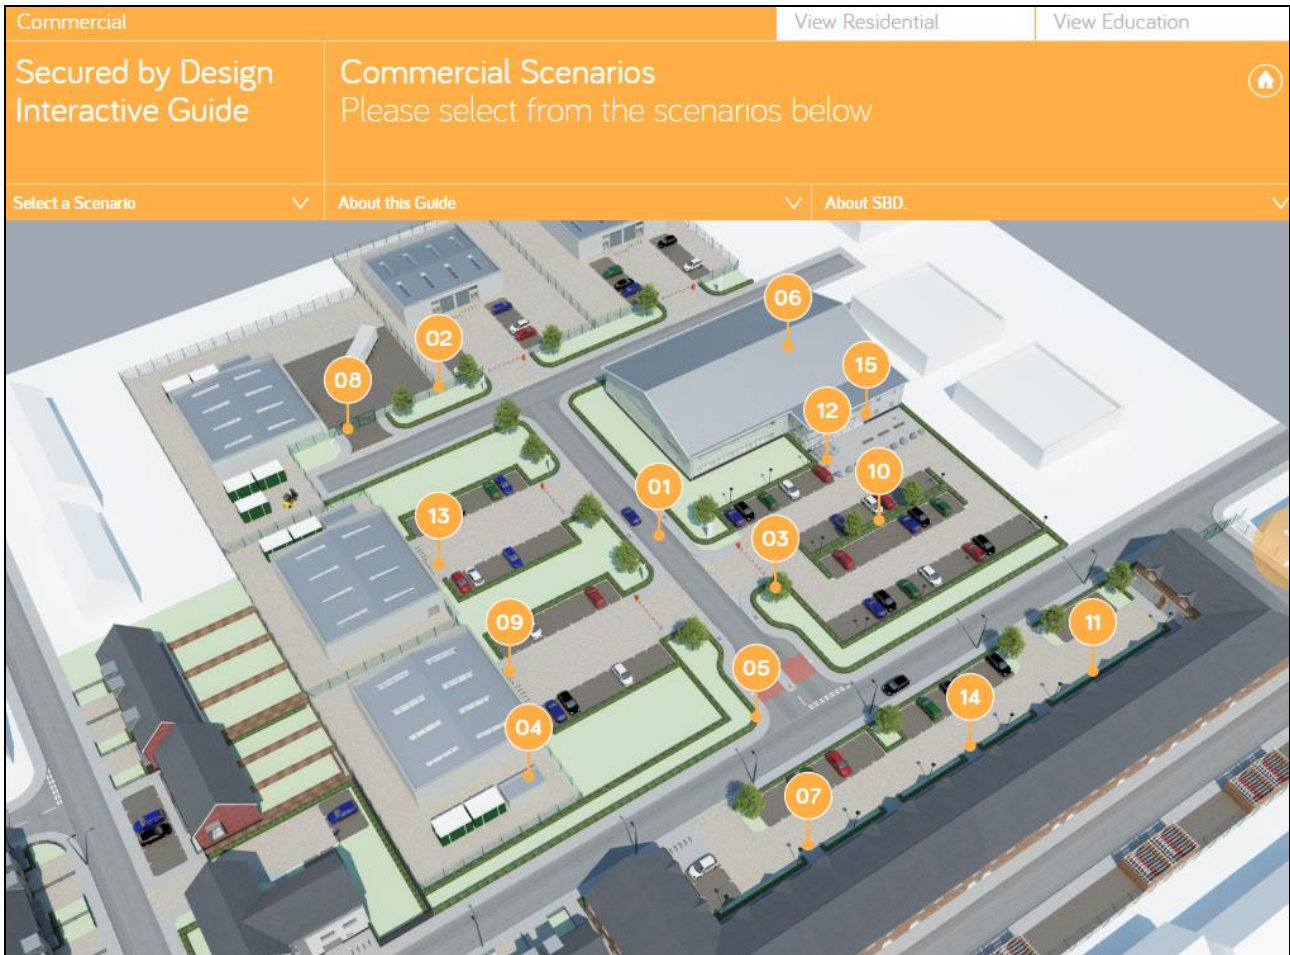 Commercial
View Residential
View Education
Secured by Design
Interactive Guide
Commercial Scenarios
Please select from the scenarios below
Select a Scenario
About this Guide
About SBD.
06
02
15
08
12
10
01
13
03
09
11
05
14
04
07